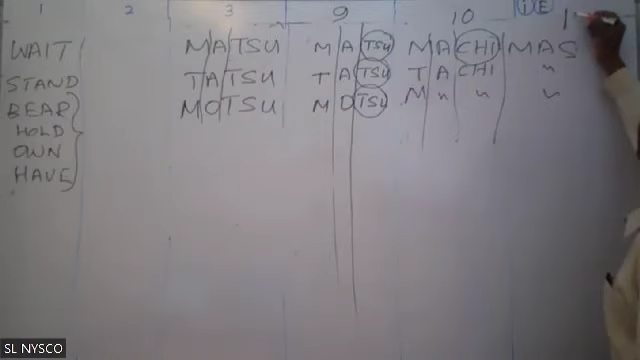 1 2 3 9 10 iE 1
WAIT MATSU MA TSU MA CHI MAS
STAND TATSU TA TSU TA CHI "
BEAR MOTSU MO TSU M " " "
HOLD
OWN
HAVE
SL NYSCO